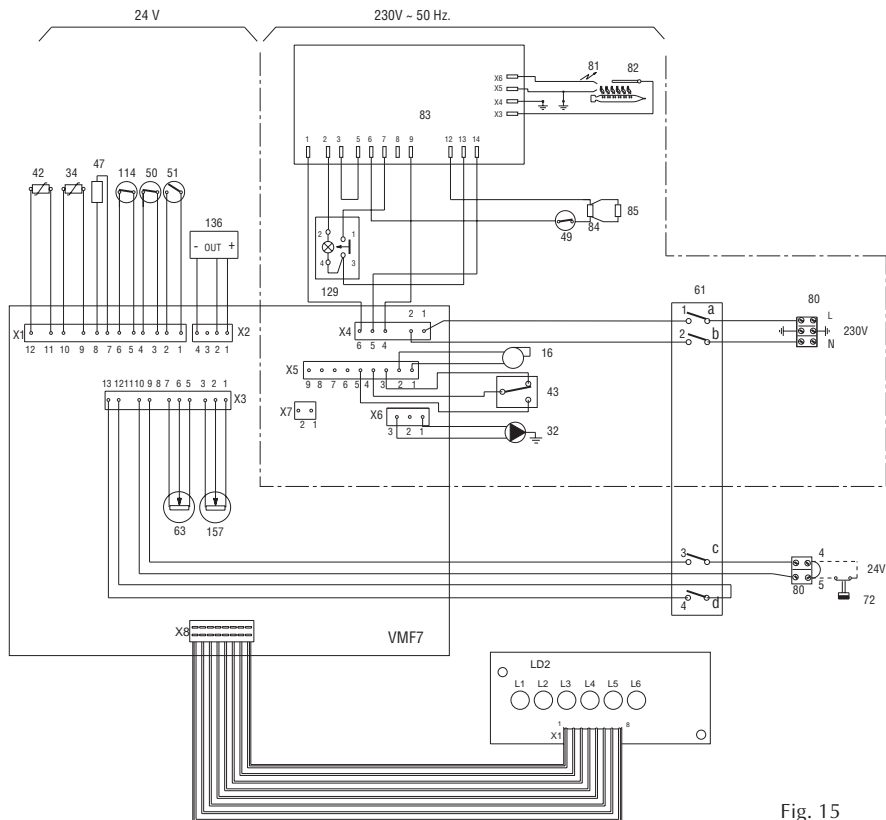 24 V 230V ~ 50 Hz.
X6 81 82
X5
X4
83 X3
1 2 3 5 6 7 8 9 12 13 14
42 34 47 114 50 51
136
- OUT +
2 1
4 3
49 84 85
129
61
X1 X2 X4 2 1 1 a 80 L
12 11 10 9 8 7 6 5 4 3 2 1 4 3 2 1 6 5 4 2 b N 230V
16
X5
9 8 7 6 5 4 3 2 1
13 12 11 10 9 8 7 6 5 3 2 1 43
X3 X7 X6
2 1 3 2 1 32
63 157
3 c 4
24V
80 5
4 d 72
X8
VMF7
LD2
L1 L2 L3 L4 L5 L6
1 8
X1
Fig. 15